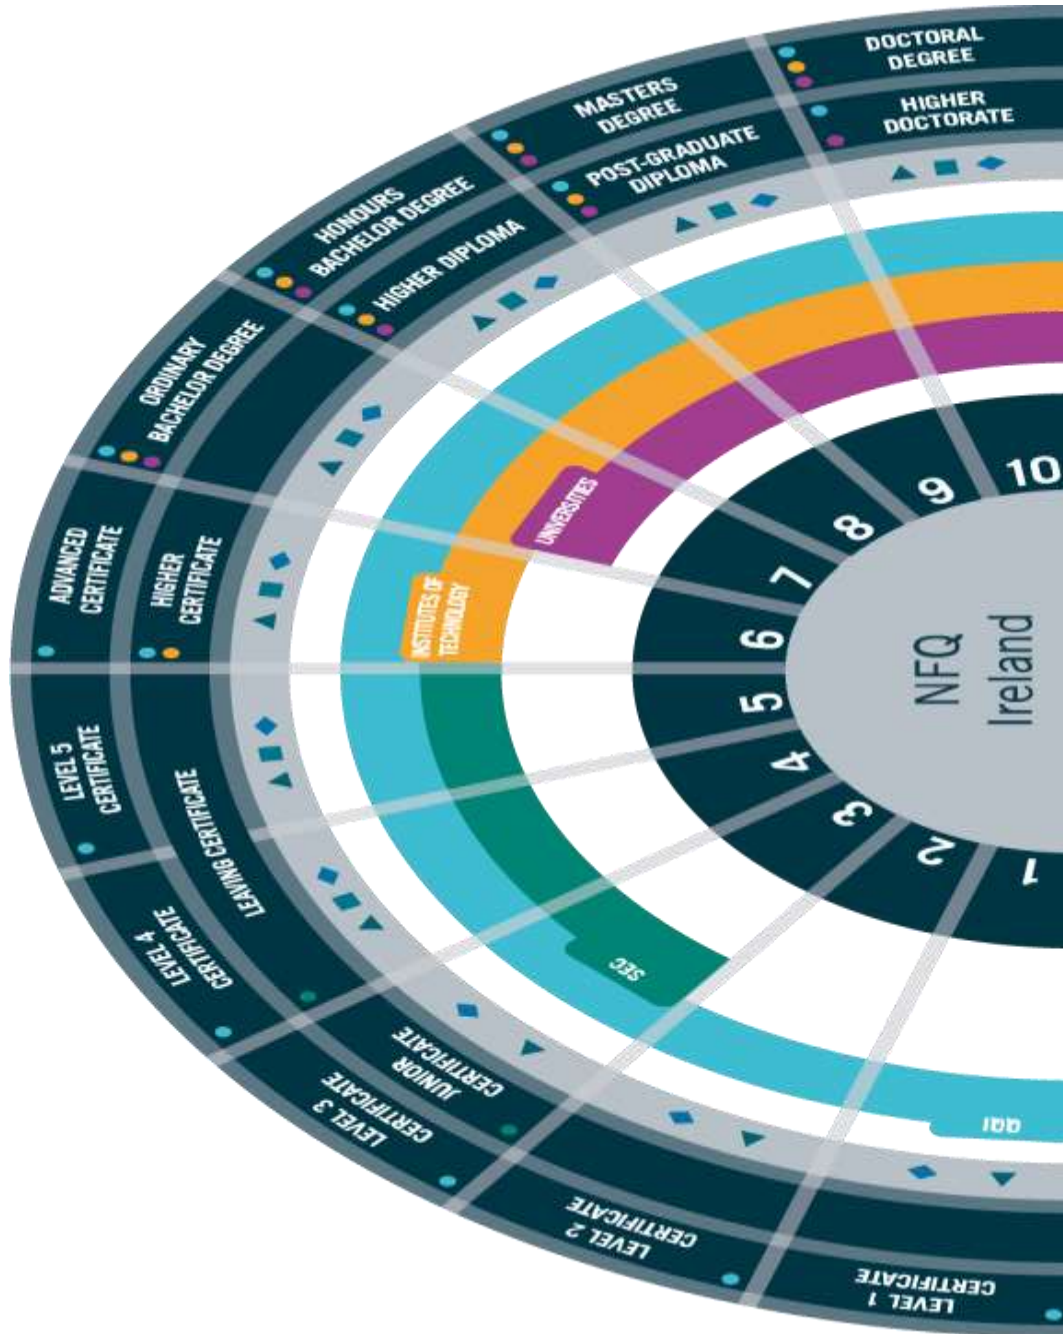 DOCTORAL
DEGREE
HIGHER
DOCTORATE
MASTERS
DEGREE
POST-GRADUATE
DIPLOMA
HONOURS
BACHELOR DEGREE
HIGHER DIPLOMA
ORDINARY
BACHELOR DEGREE
ADVANCED
CERTIFICATE
HIGHER
CERTIFICATE
LEVEL 5
CERTIFICATE
LEAVING CERTIFICATE
LEVEL 4
CERTIFICATE
JUNIOR
CERTIFICATE
LEVEL 3
CERTIFICATE
LEVEL 2
CERTIFICATE
LEVEL 1
CERTIFICATE
UNIVERSITIES
INSTITUTES OF
TECHNOLOGY
SEC
QQI
10
9
8
7
6
5
4
3
2
1
NFQ
Ireland